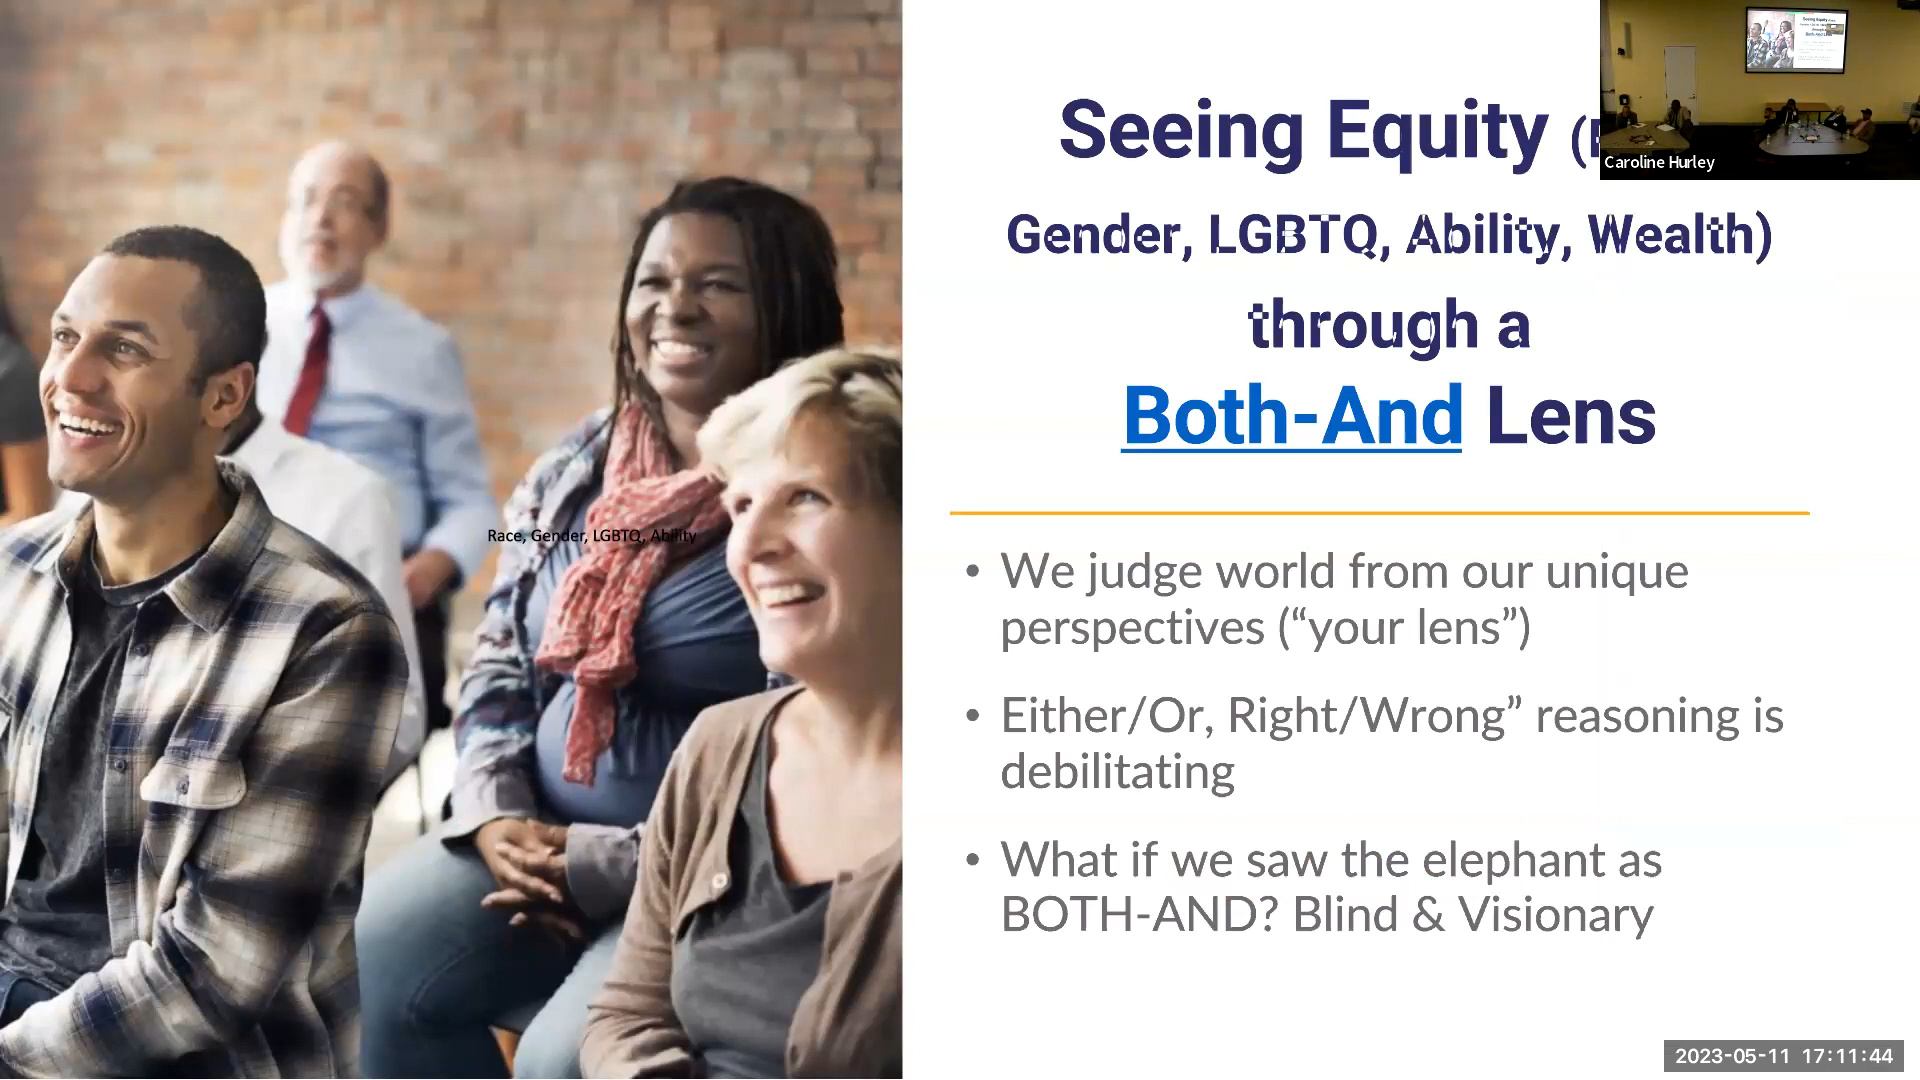 Seeing Equity (
Gender, LGBTQ, Ability, Wealth)
through a
Both-And Lens
Caroline Hurley
Race, Gender, LGBTQ, Ability
• We judge world from our unique
perspectives (“your lens”)
• Either/Or, Right/Wrong” reasoning is
debilitating
• What if we saw the elephant as
BOTH-AND? Blind & Visionary
2023-05-11 17:11:44